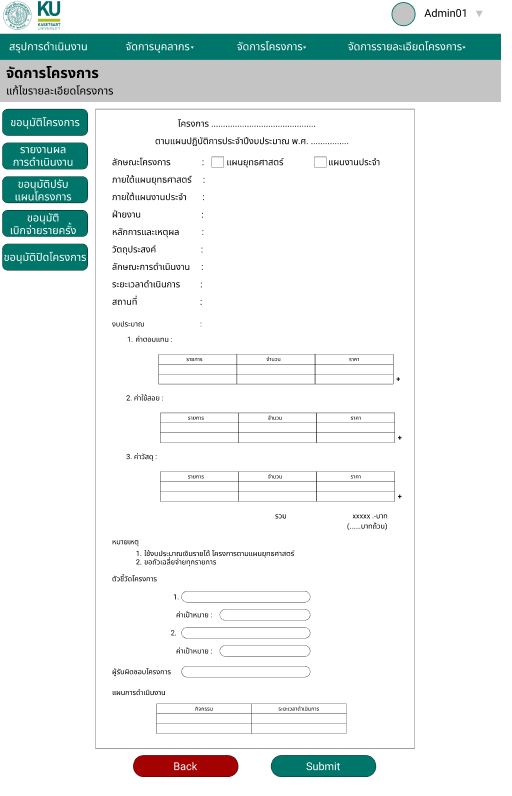 KU
KASETSART
UNIVERSITY
Admin01
สรุปการดำเนินงาน
จัดการบุคลากร
จัดการโครงการ
จัดการรายละเอียดโครงการ
จัดการโครงการ
แก้ไขรายละเอียดโครงการ
ขอนุมัติโครงการ
รายงานผล
การดำเนินงาน
ขอนุมัติปรับ
แผนโครงการ
ขอนุมัติ
เบิกจ่ายรายครั้ง
ขอนุมัติปิดโครงการ
โครงการ ............................................
ตามแผนปฏิบัติการประจำปีงบประมาณ พ.ศ. ................
ลักษณะโครงการ : แผนยุทธศาสตร์ แผนงานประจำ
ภายใต้แผนยุทธศาสตร์ :
ภายใต้แผนงานประจำ :
ฝ่ายงาน :
หลักการและเหตุผล :
วัตถุประสงค์ :
ลักษณะการดำเนินงาน :
ระยะเวลาดำเนินการ :
สถานที่ :
งบประมาณ :
1. ค่าตอบแทน :
รายการ จำนวน ราคา
+
2. ค่าใช้สอย :
รายการ จำนวน ราคา
+
3. ค่าวัสดุ :
รายการ จำนวน ราคา
+
รวม xxxxx .-บาท
(......บาทถ้วน)
หมายเหตุ
1. ใช้งบประมาณเงินรายได้ โครงการตามแผนยุทธศาสตร์
2. ขอถัวเฉลี่ยจ่ายทุกรายการ
ตัวชี้วัดโครงการ
1.
ค่าเป้าหมาย :
2.
ค่าเป้าหมาย :
ผู้รับผิดชอบโครงการ
แผนการดำเนินงาน
กิจกรรม ระยะเวลาดำเนินการ
Back
Submit